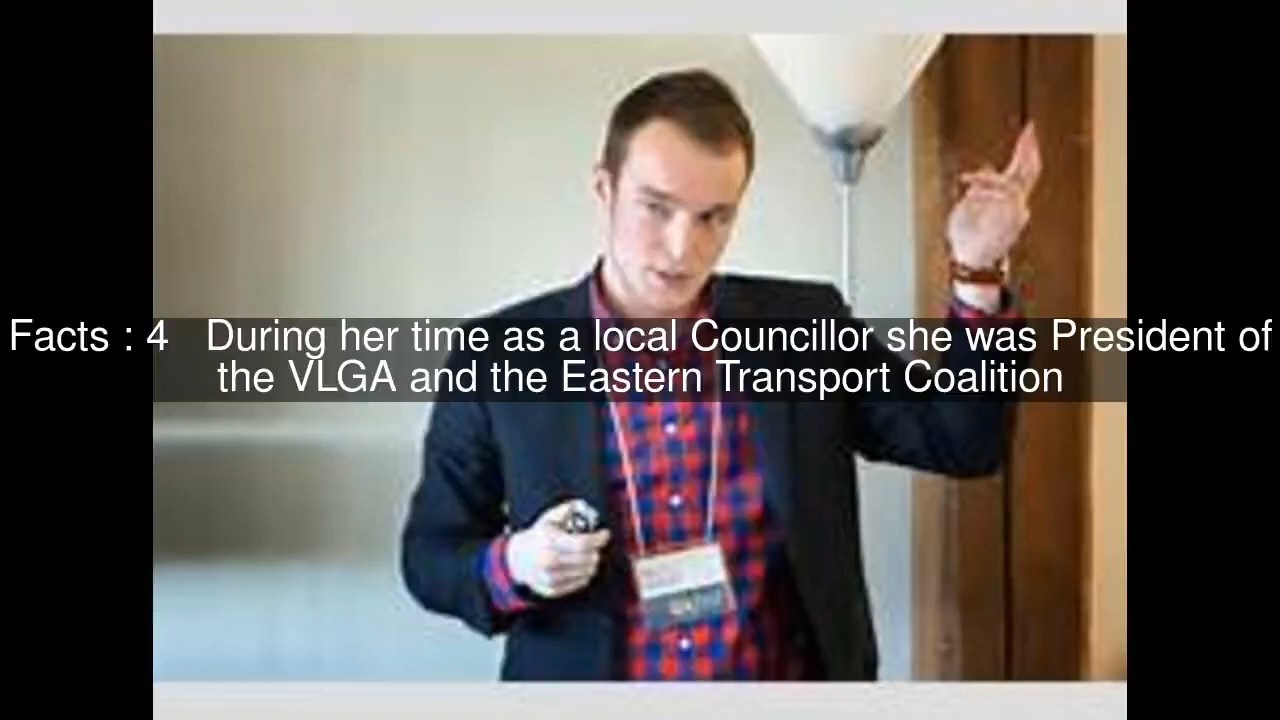 Facts : 4   During her time as a local Councillor she was President of
the VLGA and the Eastern Transport Coalition